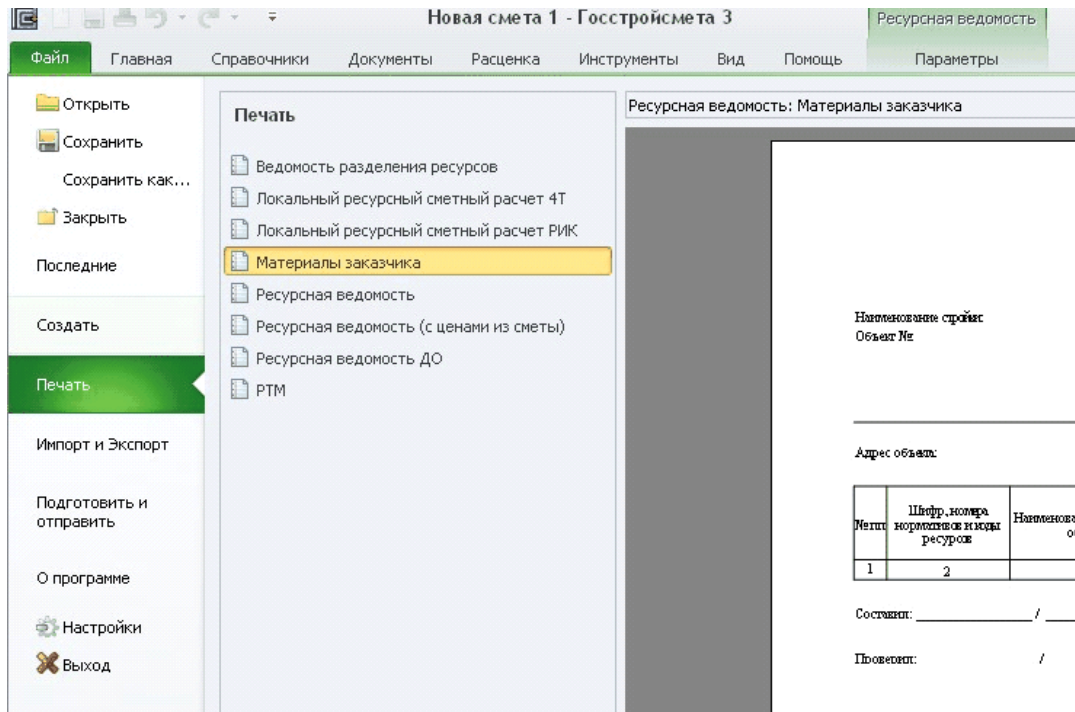 Новая смета 1 - Госстройсмета 3
Ресурсная ведомость
Файл Главная Справочники Документы Расценка Инструменты Вид Помощь Параметры
Открыть
Сохранить
Сохранить как...
Закрыть
Последние
Создать
Печать
Импорт и Экспорт
Подготовить и
отправить
О программе
Настройки
Выход
Печать
Ведомость разделения ресурсов
Локальный ресурсный сметный расчет 4Т
Локальный ресурсный сметный расчет РИК
Материалы заказчика
Ресурсная ведомость
Ресурсная ведомость (с ценами из сметы)
Ресурсная ведомость ДО
РТМ
Ресурсная ведомость: Материалы заказчика
Наименование стройки:
Объект №
Адрес объекта:
№ пп
Шифр, номера
нормативов и коды
ресурсов
1 2
Составил: / 
Проверил: /